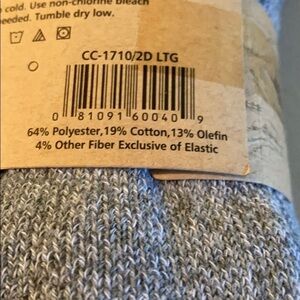 cold. Use non-chlorine bleach
needed. Tumble dry low.
CC-1710/2D LTG
0 81091 60040 9
64% Polyester,19% Cotton,13% Olefin
4% Other Fiber Exclusive of Elastic